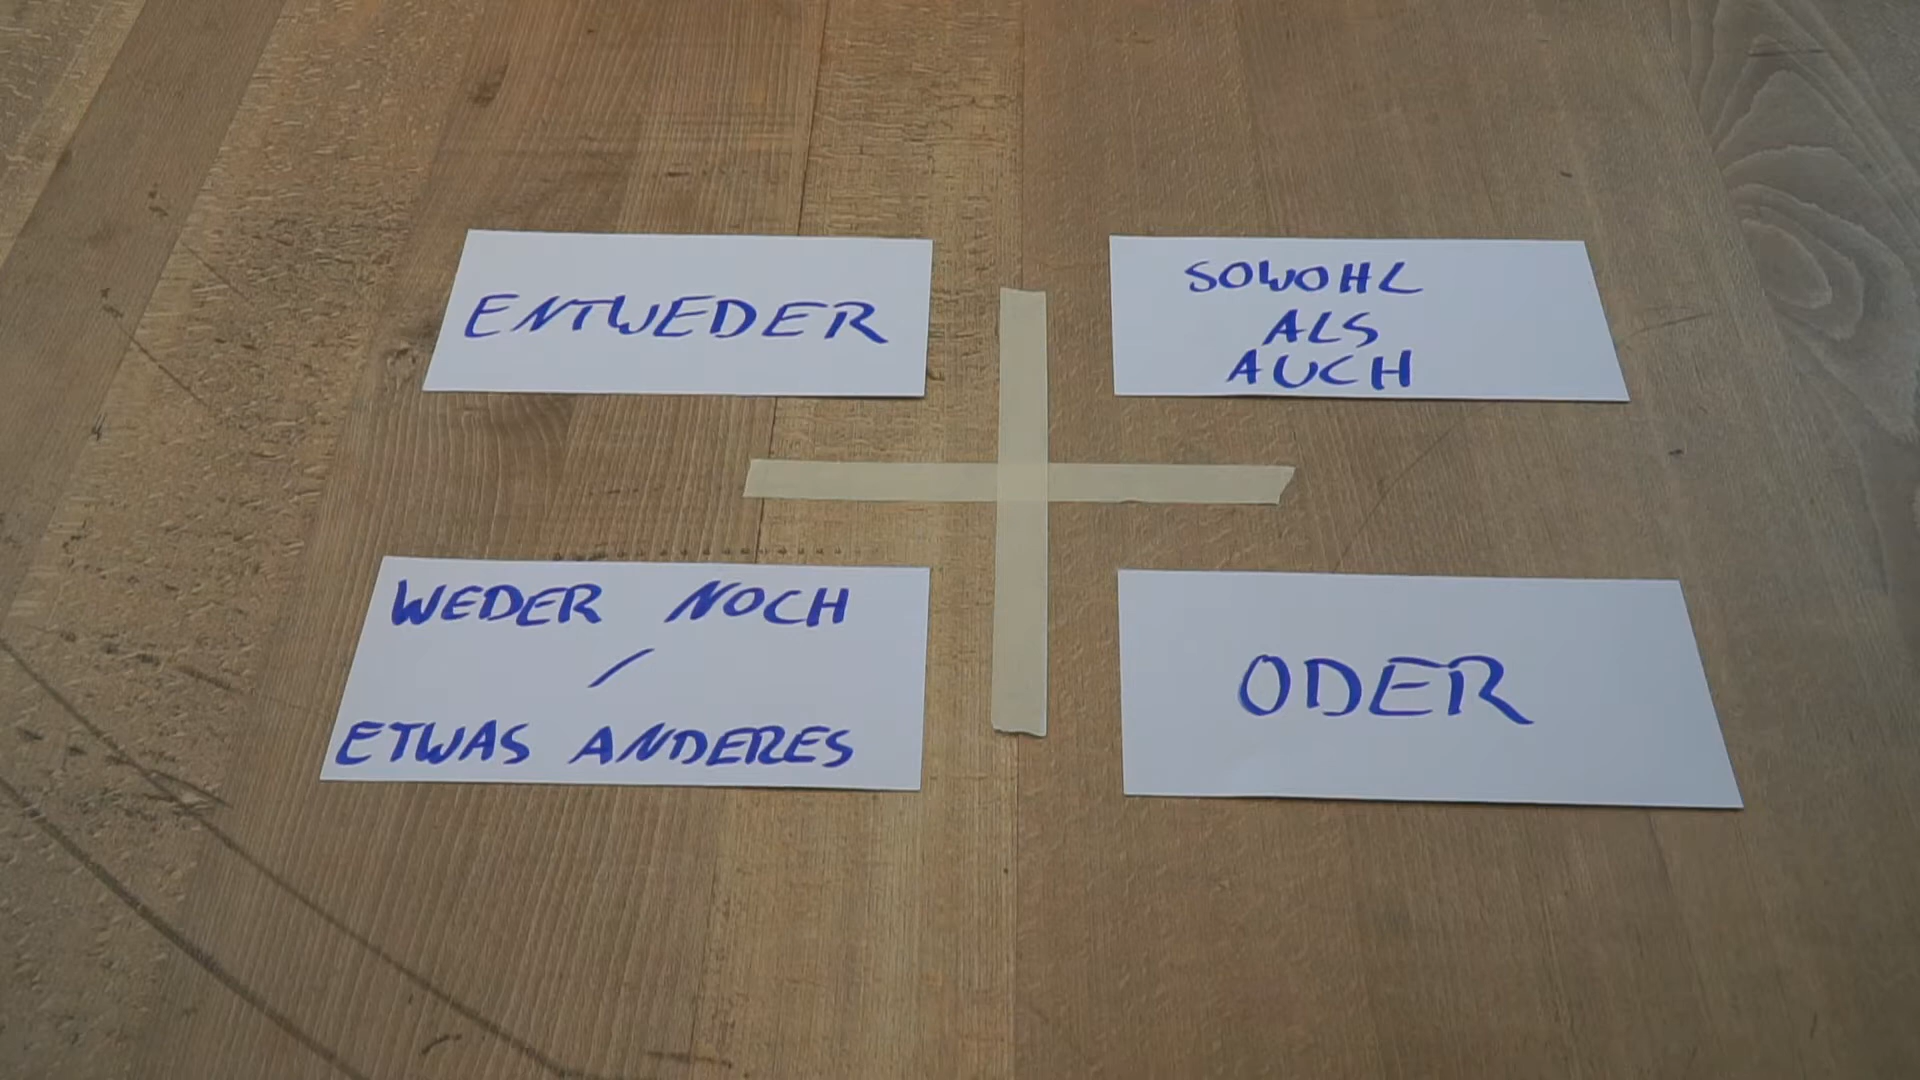 ENTWEDER
SOWOHL
ALS
AUCH
WEDER NOCH
/
ETWAS ANDERES
ODER